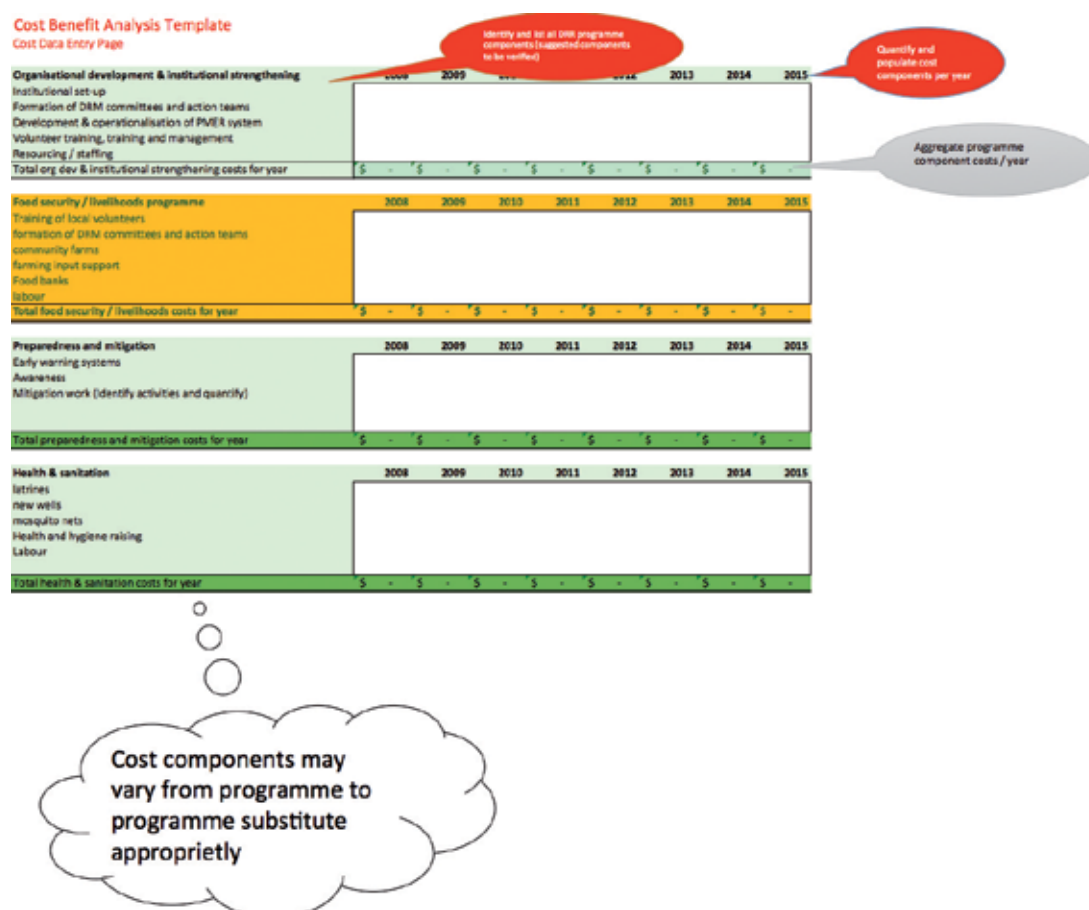 Cost Benefit Analysis Template
Cost Data Entry Page
Identify and list all DRR programme
components (suggested components
to be verified)
Quantify and
populate cost
components per year
Organisational development & institutional strengthening 2008 2009 2012 2013 2014 2015
Institutional set-up
Formation of DRM committees and action teams
Development & operationalisation of PMER system
Volunteer training, training and management
Resourcing / staffing
Total org dev & institutional strengthening costs for year $ - $ - $ - $ - $ - $ - $ - $ -
Aggregate programme
component costs / year
Food security / livelihoods programme 2008 2009 2010 2011 2012 2013 2014 2015
Training of local volunteers
formation of DRM committees and action teams
community farms
farming input support
Food banks
labour
Total food security / livelihoods costs for year $ - $ - $ - $ - $ - $ - $ - $ -
Preparedness and mitigation 2008 2009 2010 2011 2012 2013 2014 2015
Early warning systems
Awareness
Mitigation work (Identify activities and quantify)
Total preparedness and mitigation costs for year $ - $ - $ - $ - $ - $ - $ - $ -
Health & sanitation 2008 2009 2010 2011 2012 2013 2014 2015
latrines
new wells
mosquito nets
Health and hygiene raising
Labour
Total health & sanitation costs for year $ - $ - $ - $ - $ - $ - $ - $ -
Cost components may
vary from programme to
programme substitute
approprietly